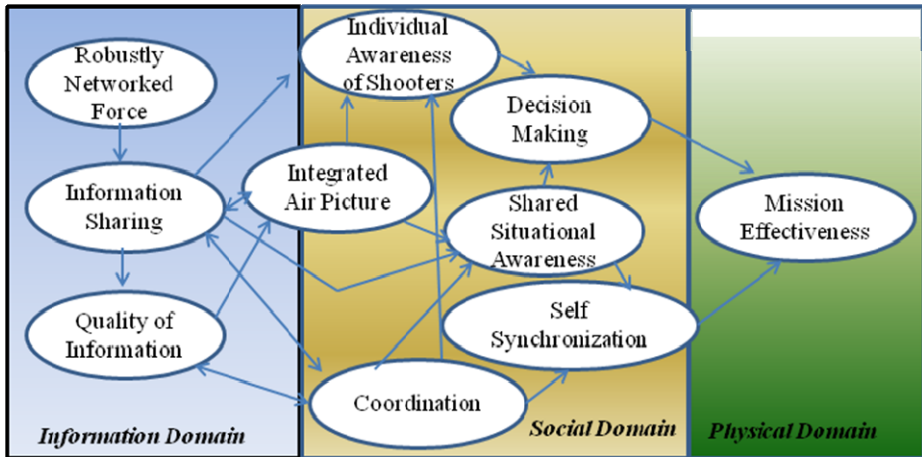 Robustly
Networked
Force
Information
Sharing
Quality of
Information
Information Domain
Individual
Awareness
of Shooters
Integrated
Air Picture
Decision
Making
Shared
Situational
Awareness
Self
Synchronization
Coordination
Social Domain
Mission
Effectiveness
Physical Domain